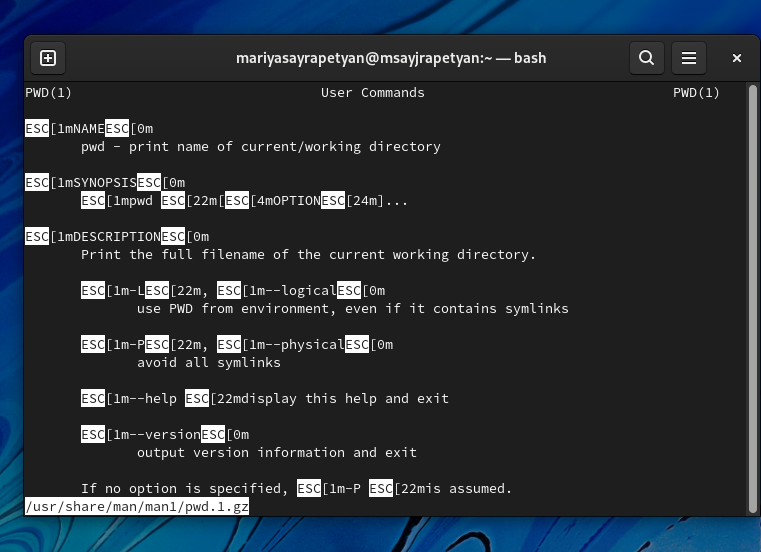 mariyasayrapetyan@msayjrapetyan:~ — bash
PWD(1) User Commands PWD(1)
ESC[1mNAMEESC[0m
pwd - print name of current/working directory
ESC[1mSYNOPSISESC[0m
ESC[1mpwd ESC[22m[ESC[4mOPTIONESC[24m]...
ESC[1mDESCRIPTIONESC[0m
Print the full filename of the current working directory.
ESC[1m-LESC[22m, ESC[1m--logicalESC[0m
use PWD from environment, even if it contains symlinks
ESC[1m-PESC[22m, ESC[1m--physicalESC[0m
avoid all symlinks
ESC[1m--help ESC[22mdisplay this help and exit
ESC[1m--versionESC[0m
output version information and exit
If no option is specified, ESC[1m-P ESC[22mis assumed.
/usr/share/man/man1/pwd.1.gz